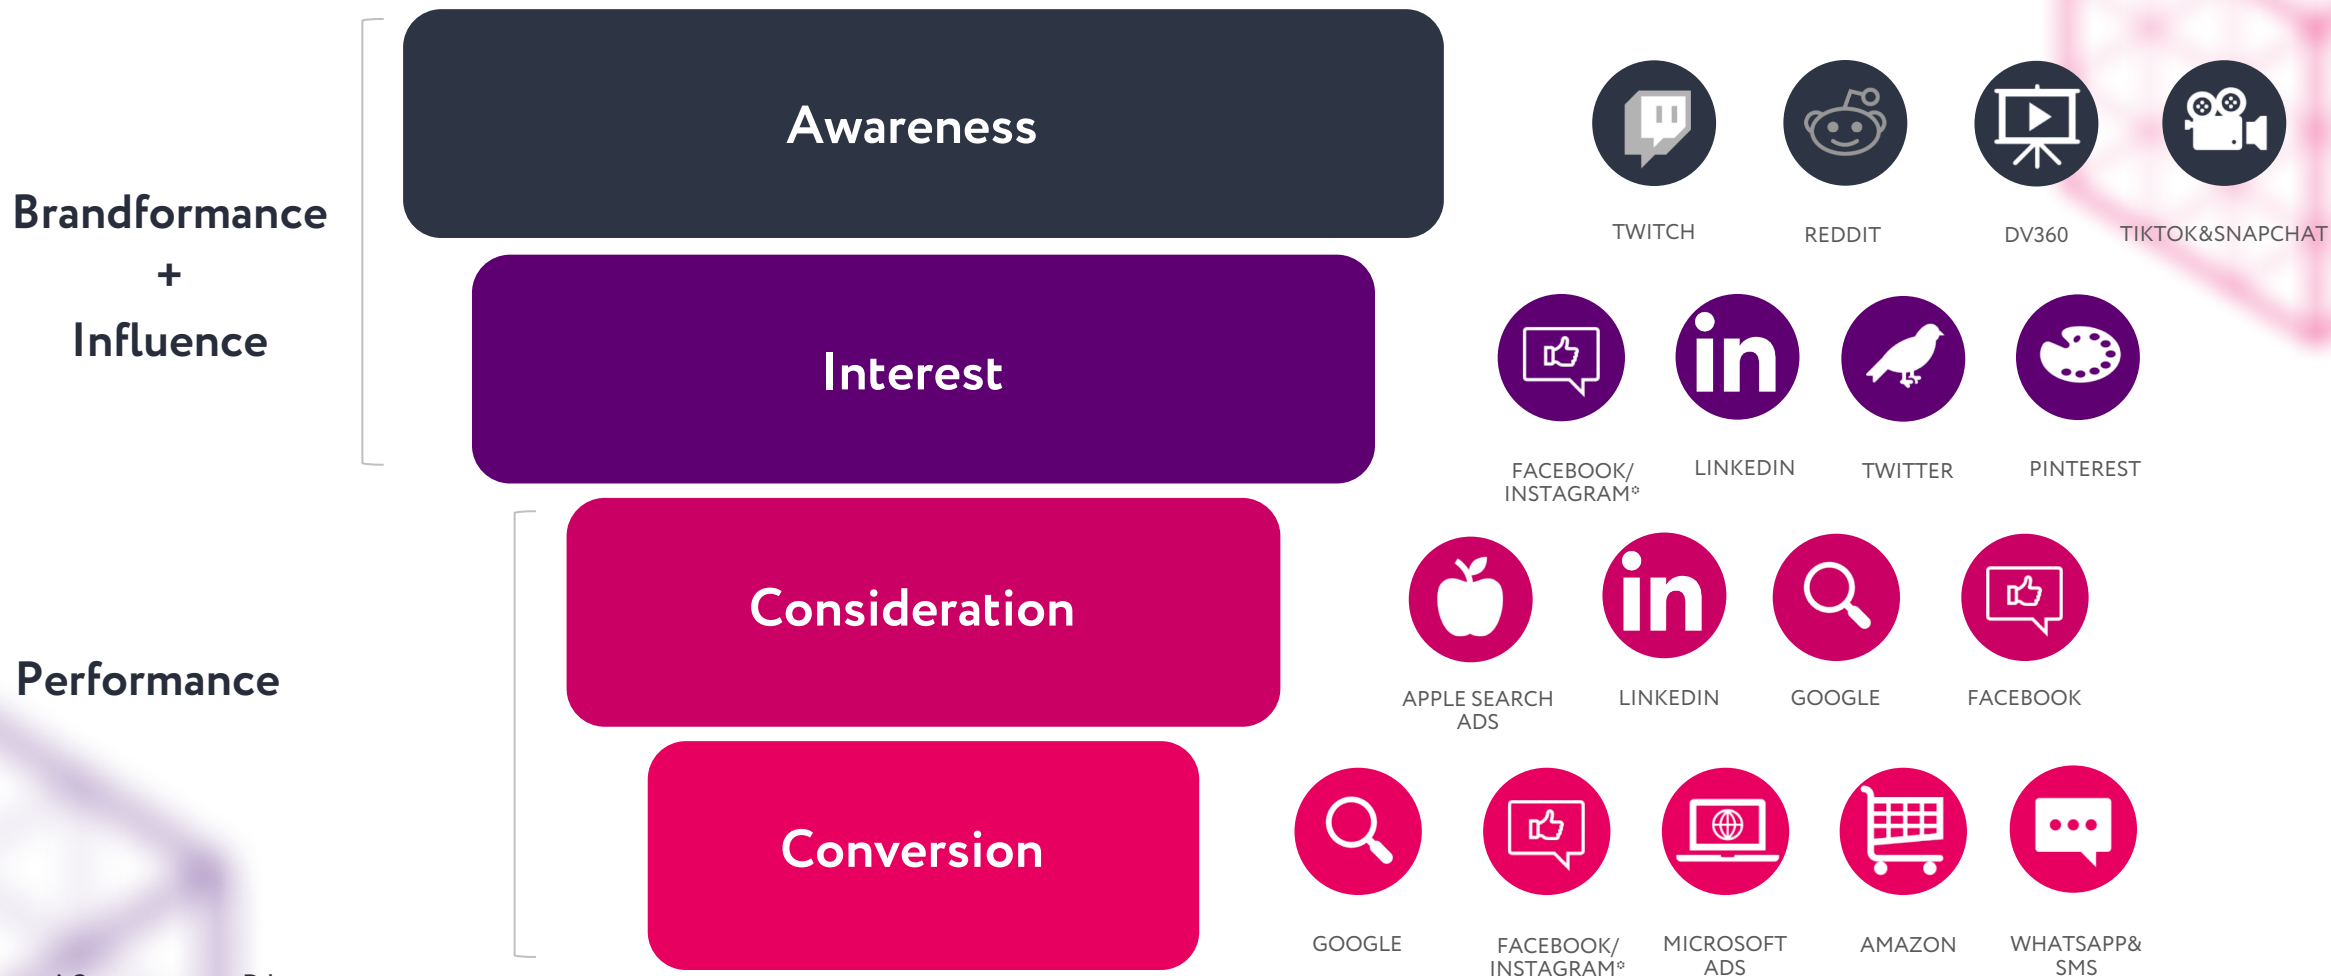 Awareness
Brandformance
+
Influence
TWITCH
REDDIT
DV360
TIKTOK&SNAPCHAT
Interest
FACEBOOK/
INSTAGRAM*
LINKEDIN
TWITTER
PINTEREST
Performance
Consideration
APPLE SEARCH
ADS
LINKEDIN
GOOGLE
FACEBOOK
Conversion
GOOGLE
FACEBOOK/
INSTAGRAM*
MICROSOFT
ADS
AMAZON
WHATSAPP&
SMS